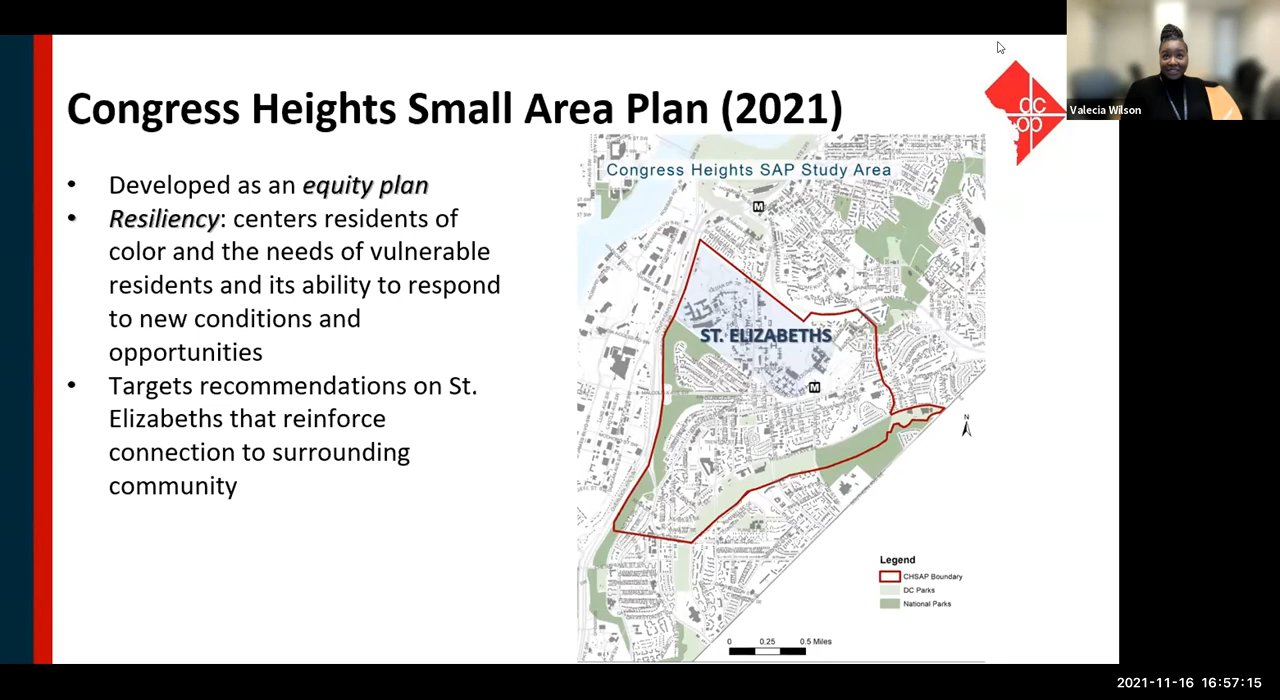 Congress Heights Small Area Plan (2021)
dc
op
Valecia Wilson
• Developed as an equity plan
• Resiliency: centers residents of
color and the needs of vulnerable
residents and its ability to respond
to new conditions and
opportunities
• Targets recommendations on St.
Elizabeths that reinforce
connection to surrounding
community
Congress Heights SAP Study Area
M
ST. ELIZABETHS
M
N
Legend
CHSAP Boundary
DC Parks
National Parks
0 0.25 0.5 Miles
2021-11-16 16:57:15